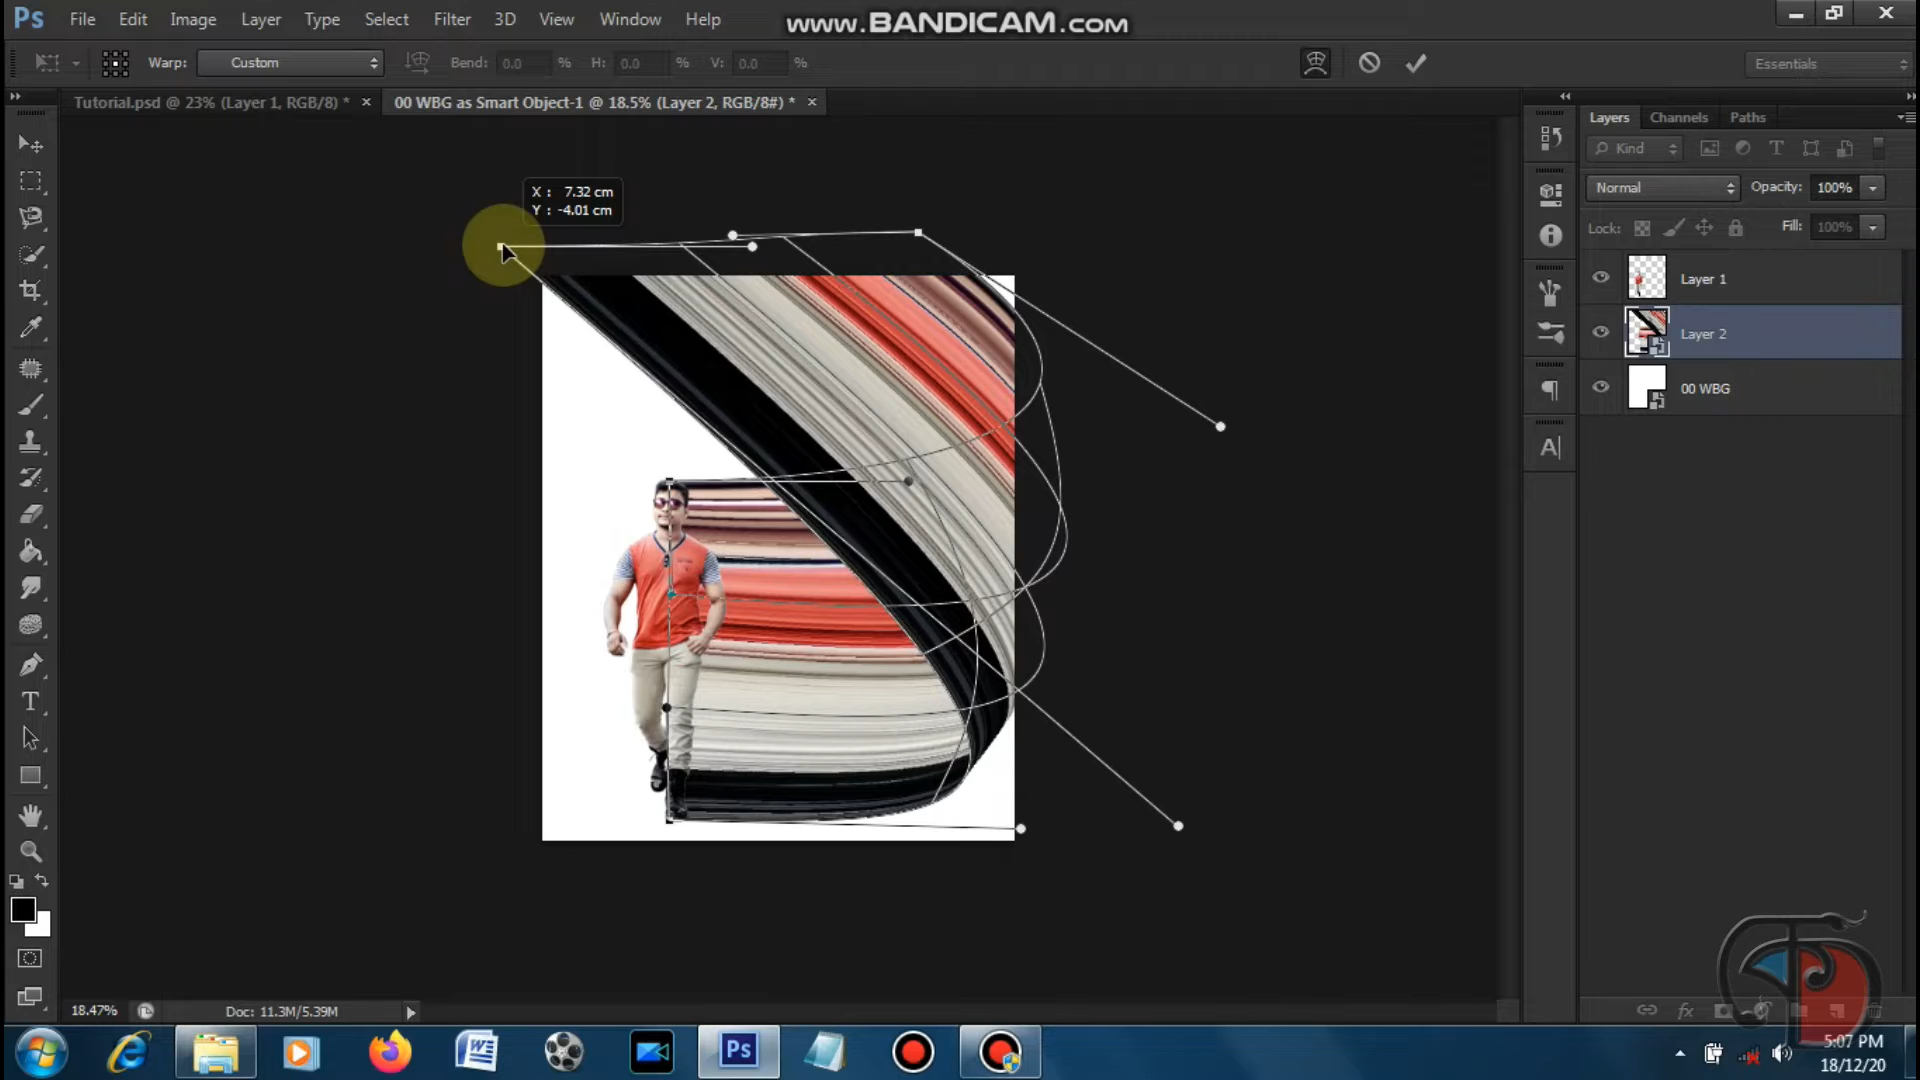 Ps File Edit Image Layer Type Select Filter 3D View Window Help
www.BANDICAM.com
Warp: Custom Bend: 0.0 % H: 0.0 % V: 0.0 % Essentials
Tutorial.psd @ 23% (Layer 1, RGB/8) * × 00 WBG as Smart Object-1 @ 18.5% (Layer 2, RGB/8#) * ×
Layers Channels Paths
Kind
Normal Opacity: 100%
Lock: Fill: 100%
X : 7.32 cm
Y : -4.01 cm
Layer 1
Layer 2
00 WBG
18.47% Doc: 11.3M/5.39M
Ps
5:07 PM
18/12/20